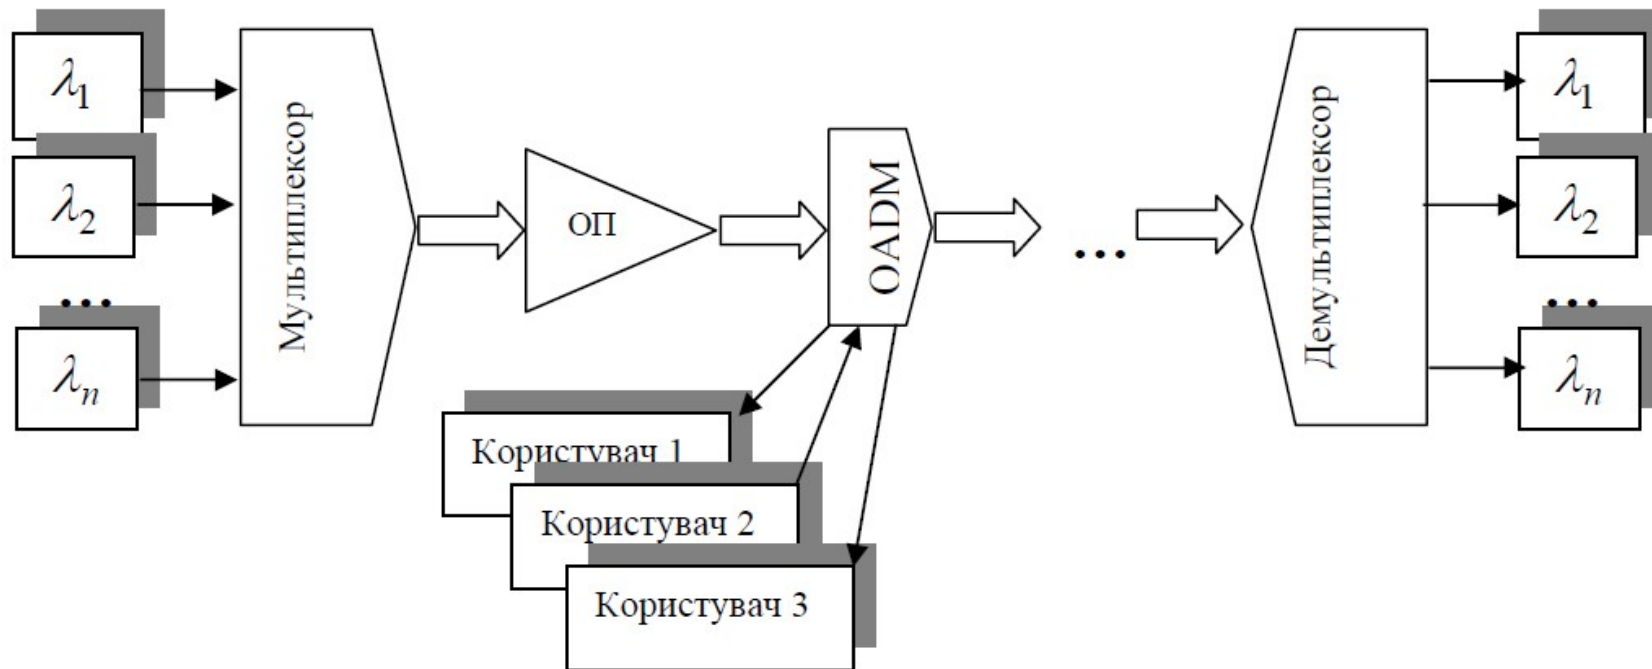 λ1
λ2
...
λn
Мультиплексор
ОП
OADM
Користувач 1
Користувач 2
Користувач 3
...
Демультиплексор
λ1
λ2
...
λn